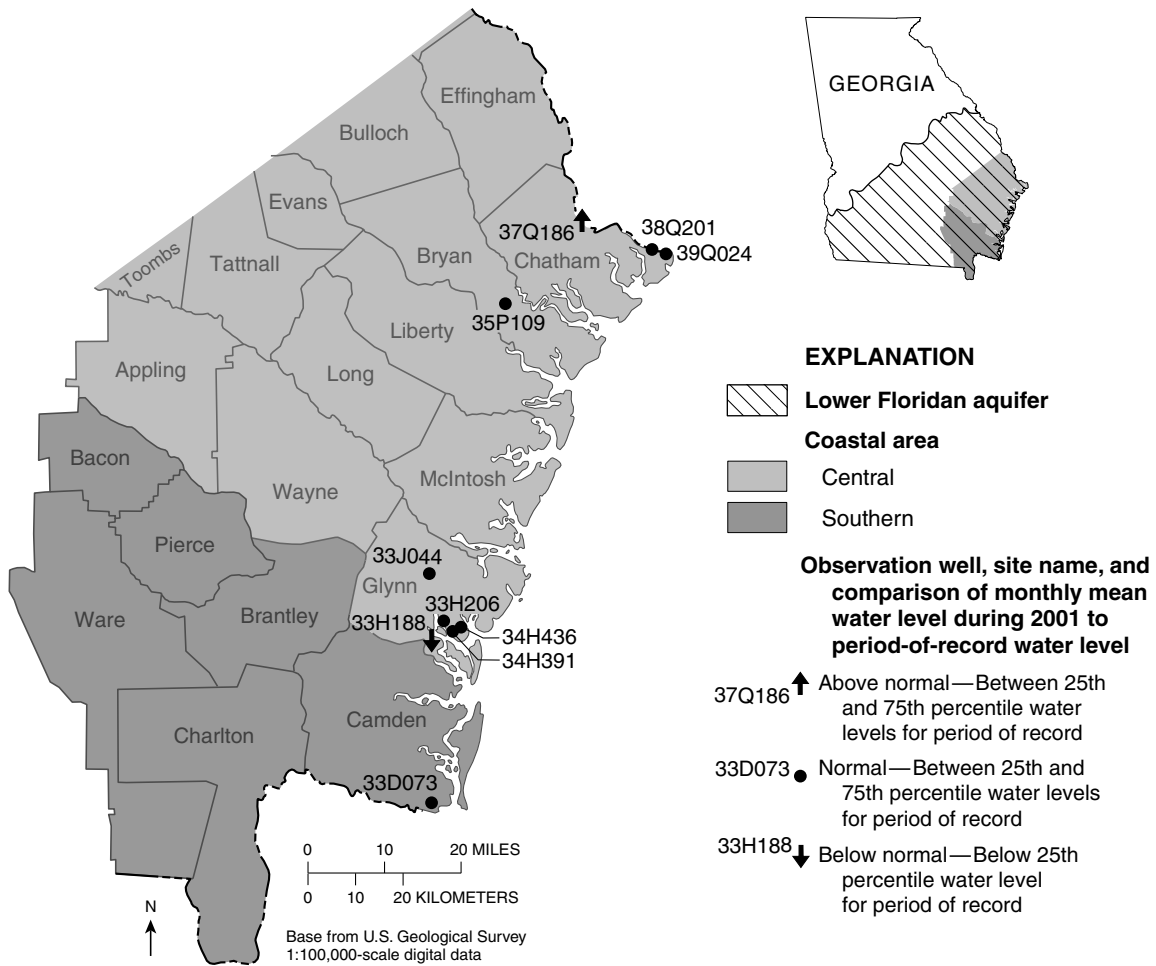 Effingham
Bulloch
Evans
Toombs
Tattnall
Bryan
37Q186
38Q201
39Q024
Chatham
35P109
Liberty
Appling
Long
Bacon
McIntosh
Wayne
Pierce
33J044
Glynn
Ware
Brantley
33H206
33H188
34H436
34H391
Camden
Charlton
33D073
0 10 20 MILES
0 10 20 KILOMETERS
N
Base from U.S. Geological Survey
1:100,000-scale digital data
GEORGIA
EXPLANATION
Lower Floridan aquifer
Coastal area
Central
Southern
Observation well, site name, and
comparison of monthly mean
water level during 2001 to
period-of-record water level
37Q186 Above normal—Between 25th
and 75th percentile water
levels for period of record
33D073 Normal—Between 25th and
75th percentile water levels
for period of record
33H188 Below normal—Below 25th
percentile water level
for period of record